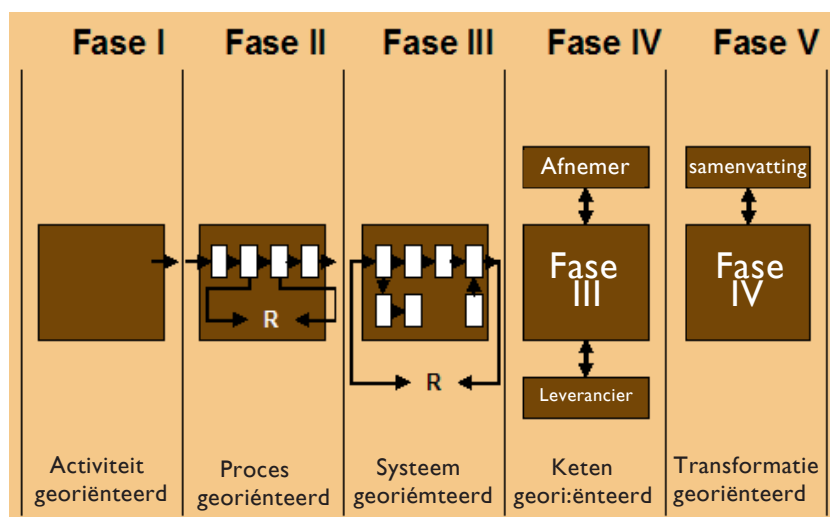 Fase I
Fase II
Fase III
Fase IV
Fase V
Afnemer
samenvatting
Fase
III
Fase
IV
R
R
Leverancier
Activiteit
georiënteerd
Proces
georiénteerd
Systeem
georiémteerd
Keten
geori:ënteerd
Transformatie
georiënteerd